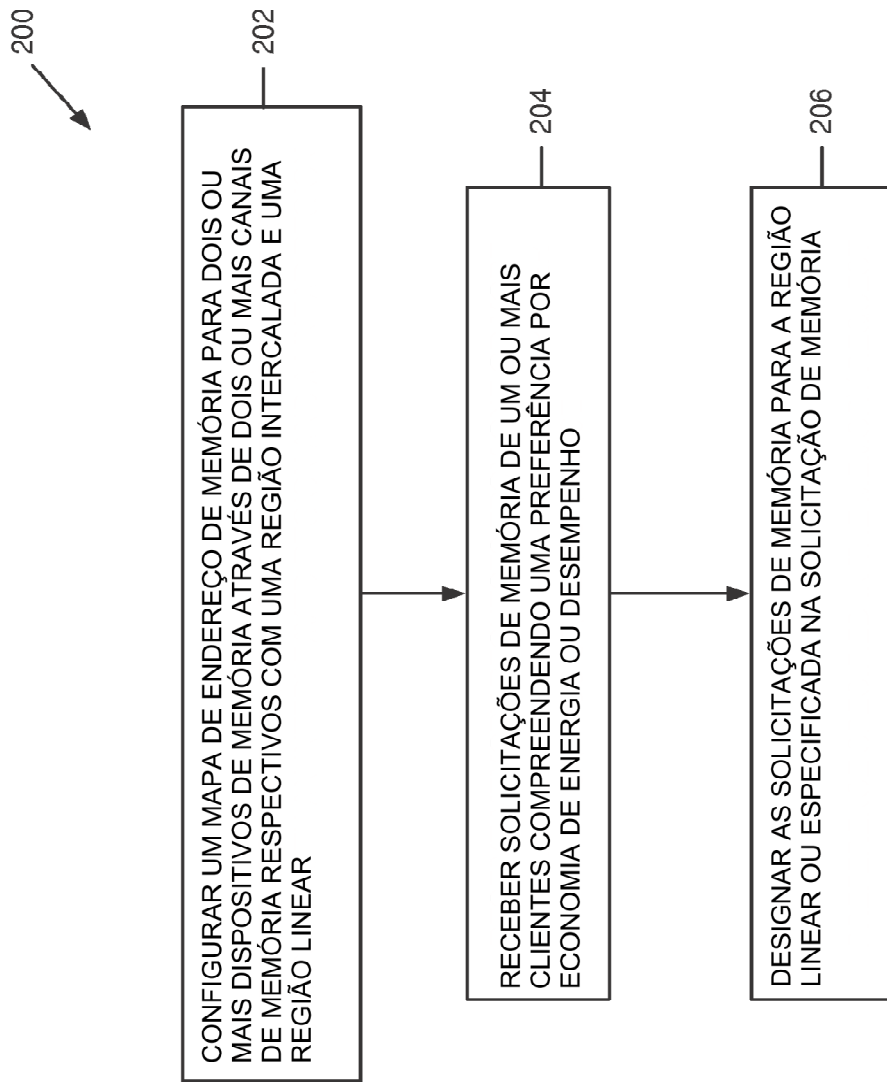 200
CONFIGURAR UM MAPA DE ENDEREÇO DE MEMÓRIA PARA DOIS OU
MAIS DISPOSITIVOS DE MEMÓRIA ATRAVÉS DE DOIS OU MAIS CANAIS
DE MEMÓRIA RESPECTIVOS COM UMA REGIÃO INTERCALADA E UMA
REGIÃO LINEAR
202
RECEBER SOLICITAÇÕES DE MEMÓRIA DE UM OU MAIS
CLIENTES COMPREENDENDO UMA PREFERÊNCIA POR
ECONOMIA DE ENERGIA OU DESEMPENHO
204
DESIGNAR AS SOLICITAÇÕES DE MEMÓRIA PARA A REGIÃO
LINEAR OU ESPECIFICADA NA SOLICITAÇÃO DE MEMÓRIA
206